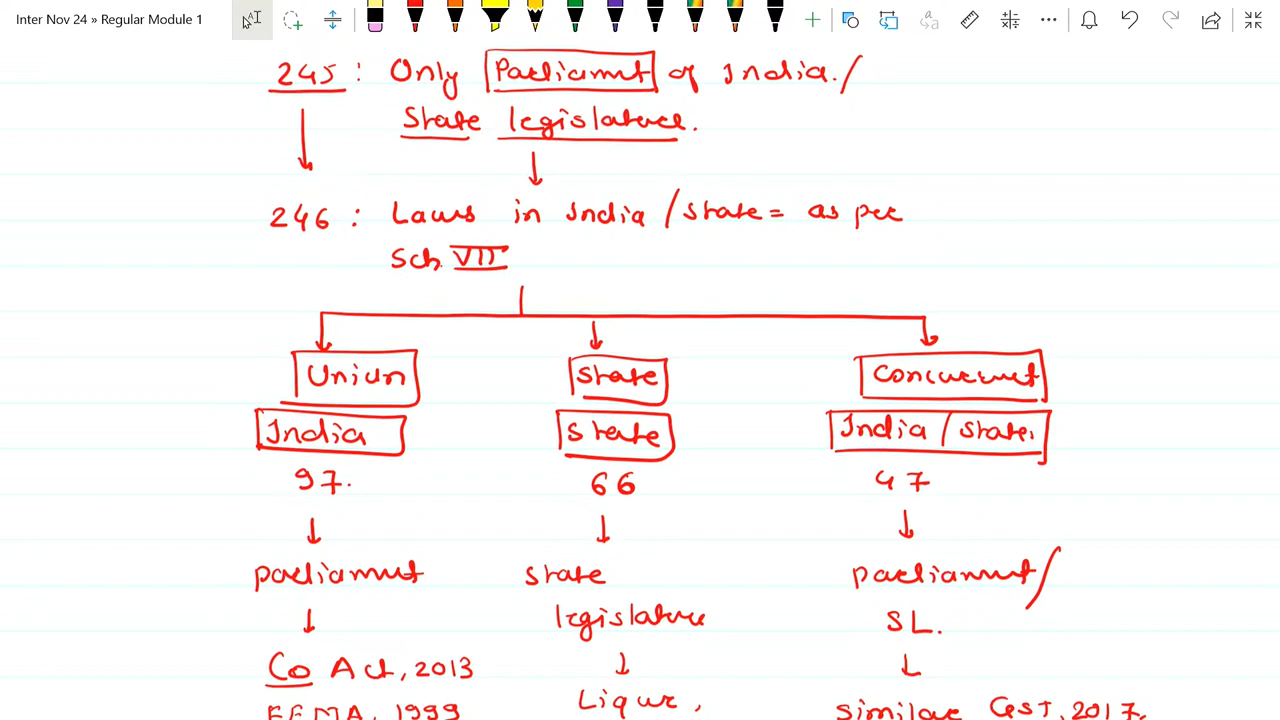 Inter Nov 24 » Regular Module 1
245 : Only Parliament of India /
State legislature.
246 : Laws in India / State = as per
Sch. VII
Union State Concurrent
India State India / State.
97. 66 47
parliament state parliament /
legislature SL.
Co Act, 2013
FEMA, 1999 Liqur, similar GST, 2017.